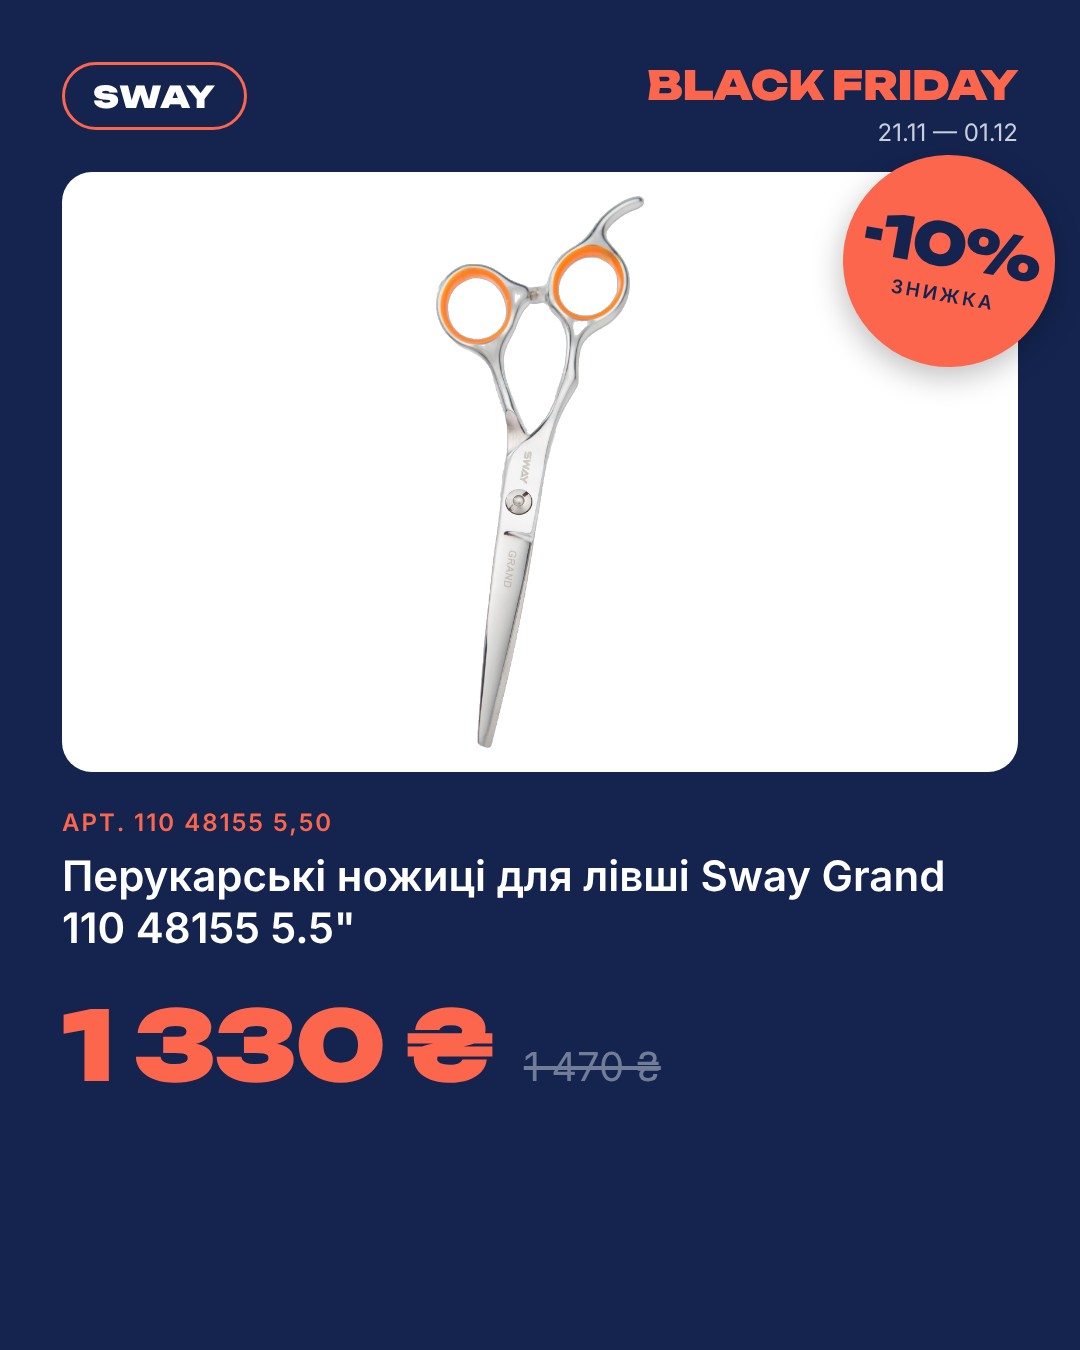 SWAY
BLACK FRIDAY
21.11 — 01.12
-10%
ЗНИЖКА
SWAY
GRAND
АРТ. 110 48155 5,50
Перукарські ножиці для лівші Sway Grand
110 48155 5.5"
1 330 ₴
1 470 ₴